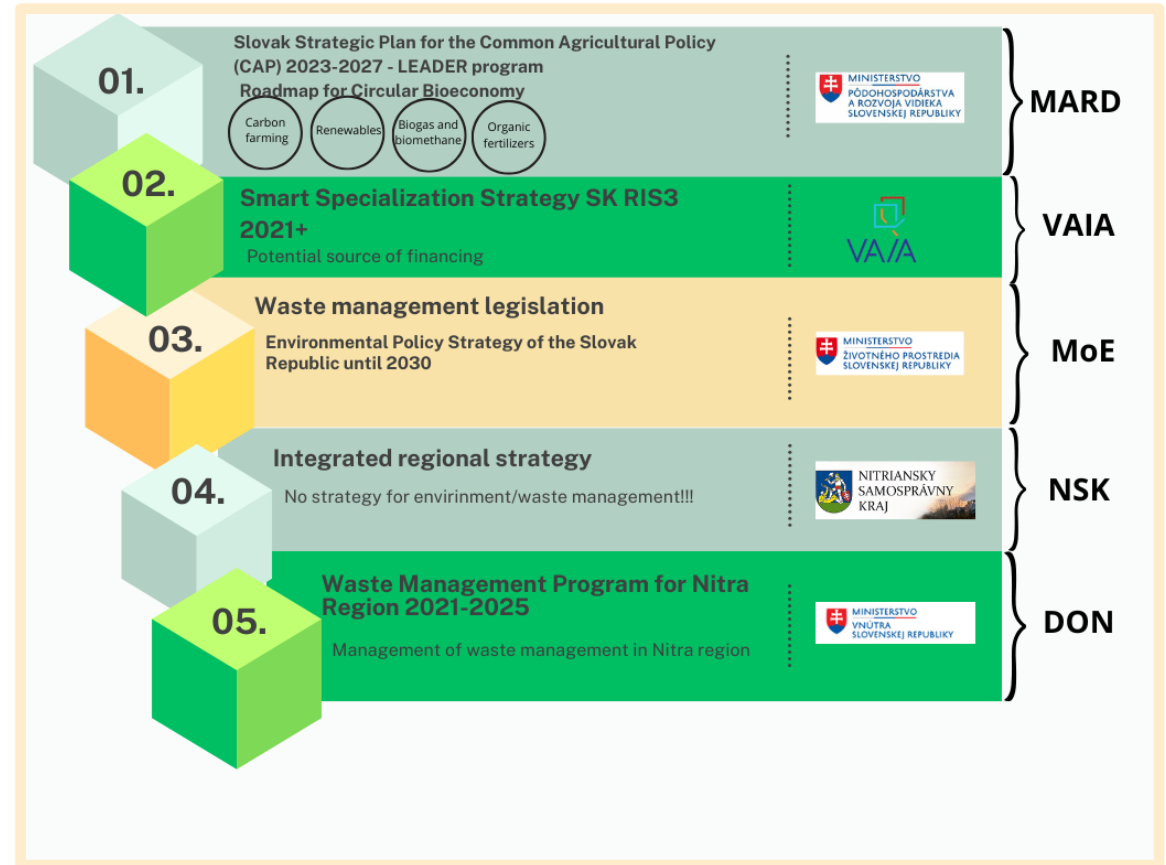 01.
Slovak Strategic Plan for the Common Agricultural Policy
(CAP) 2023-2027 - LEADER program
Roadmap for Circular Bioeconomy
Carbon
farming
Renewables
Biogas and
biomethane
Organic
fertilizers
MINISTERSTVO
PÔDOHOSPODÁRSTVA
A ROZVOJA VIDIEKA
SLOVENSKEJ REPUBLIKY
MARD
02.
Smart Specialization Strategy SK RIS3
2021+
Potential source of financing
VAIA
VAIA
03.
Waste management legislation
Environmental Policy Strategy of the Slovak
Republic until 2030
MINISTERSTVO
ŽIVOTNÉHO PROSTREDIA
SLOVENSKEJ REPUBLIKY
MoE
04.
Integrated regional strategy
No strategy for envirinment/waste management!!!
NITRIANSKY
SAMOSPRÁVNY
KRAJ
NSK
05.
Waste Management Program for Nitra
Region 2021-2025
Management of waste management in Nitra region
MINISTERSTVO
VNÚTRA
SLOVENSKEJ REPUBLIKY
DON